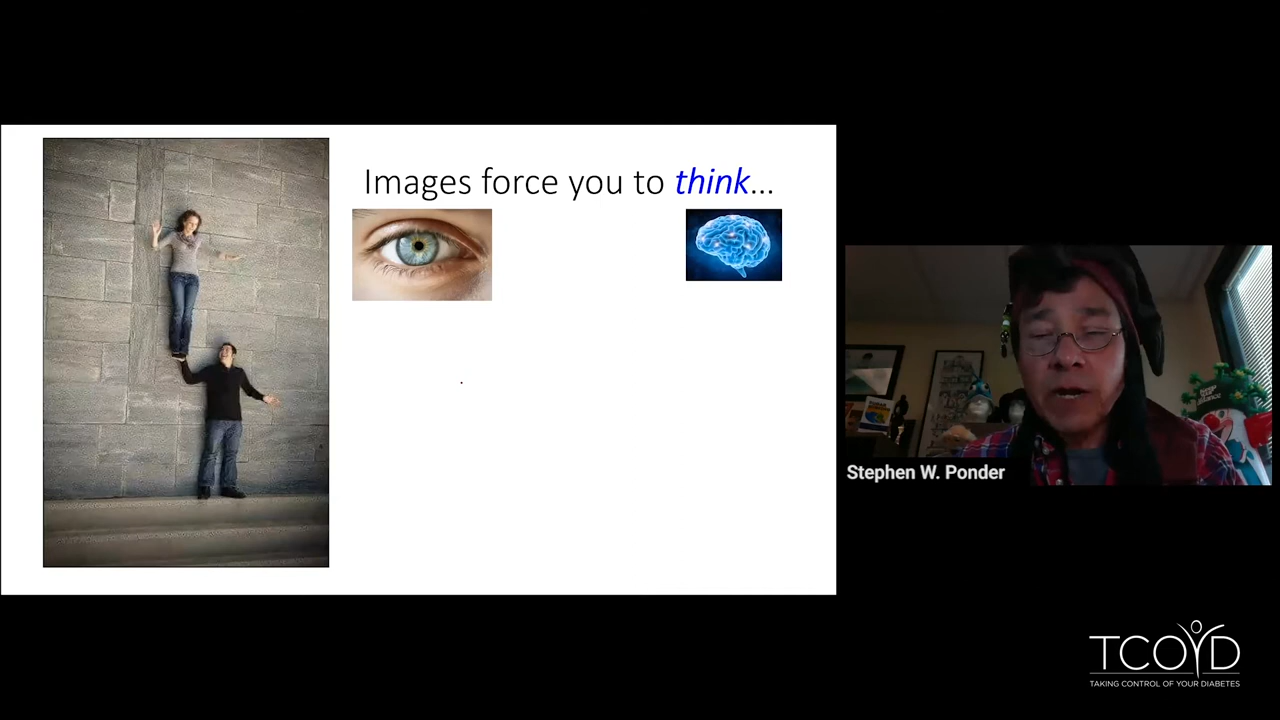 Images force you to think...
Stephen W. Ponder
TCOYD
TAKING CONTROL OF YOUR DIABETES